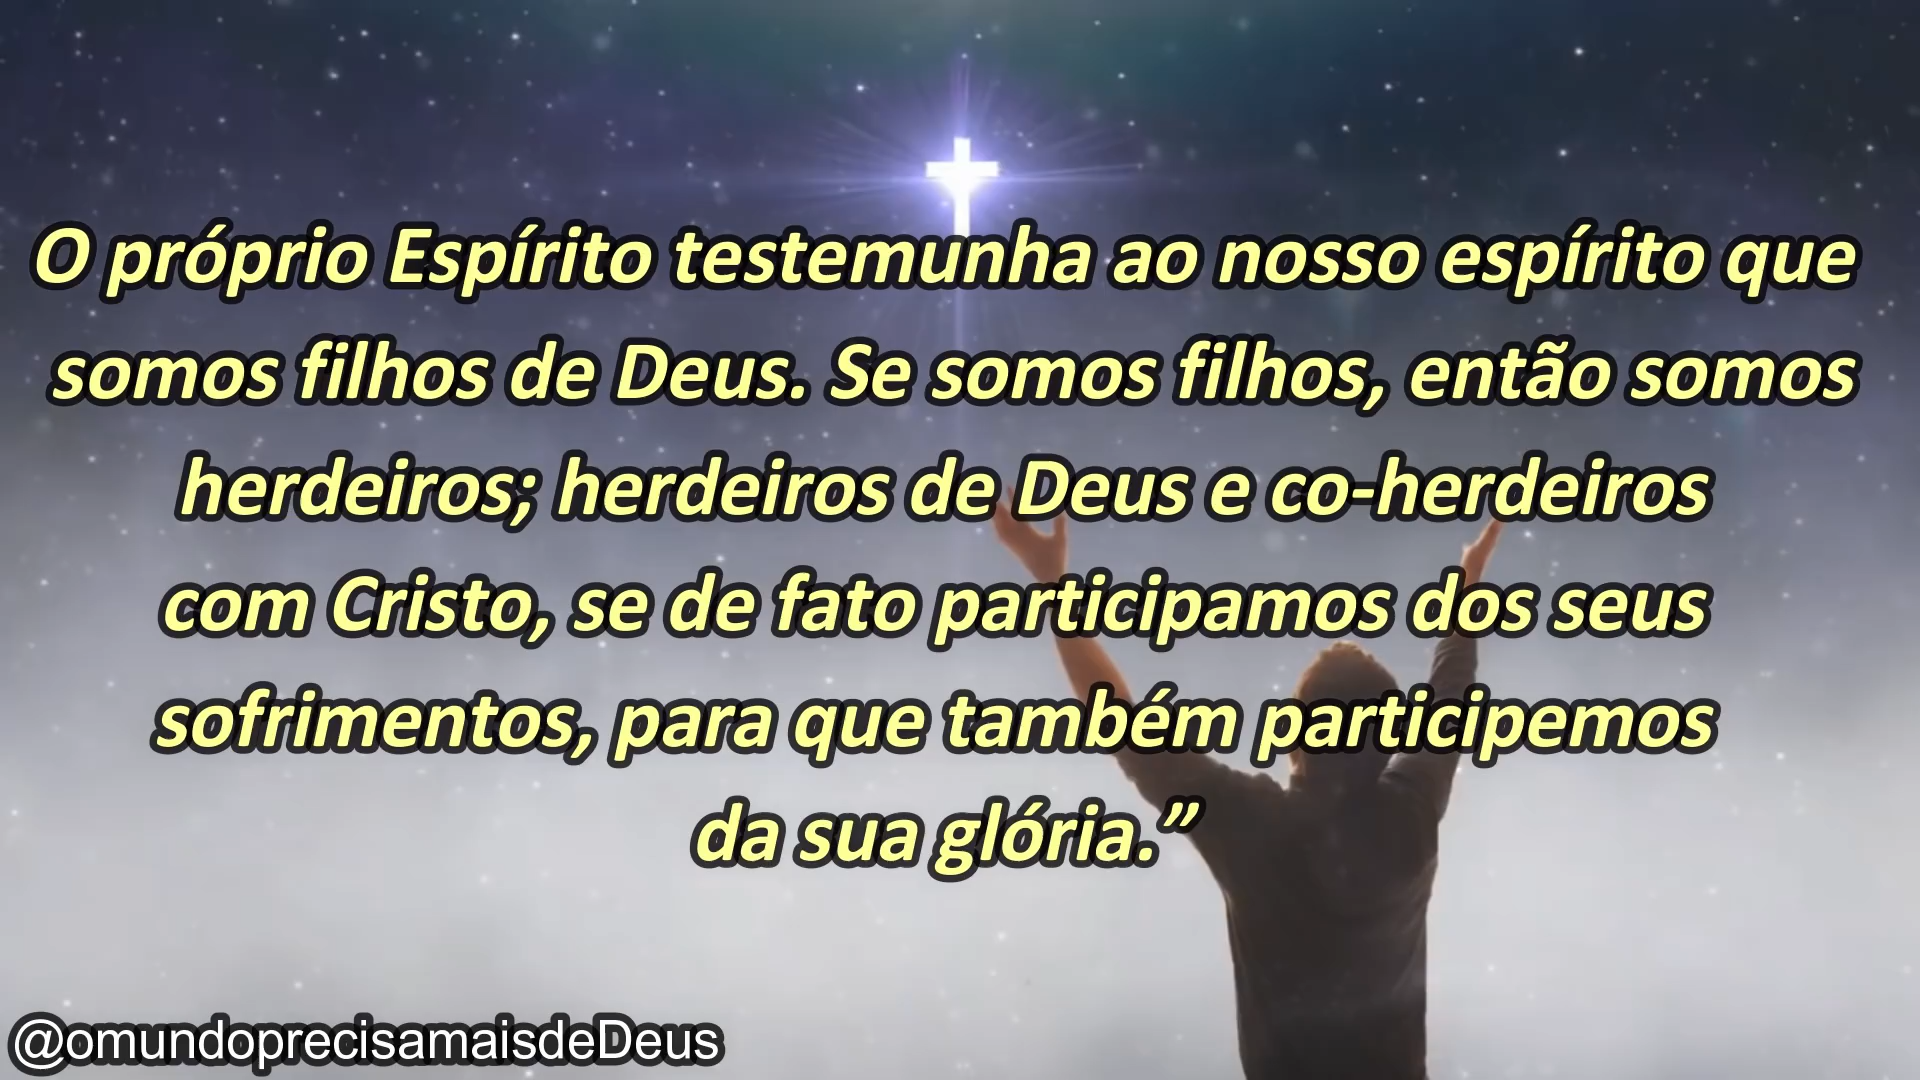 O próprio Espírito testemunha ao nosso espírito que
somos filhos de Deus. Se somos filhos, então somos
herdeiros; herdeiros de Deus e co-herdeiros
com Cristo, se de fato participamos dos seus
sofrimentos, para que também participemos
da sua glória.”
@omundoprecisamaisdeDeus